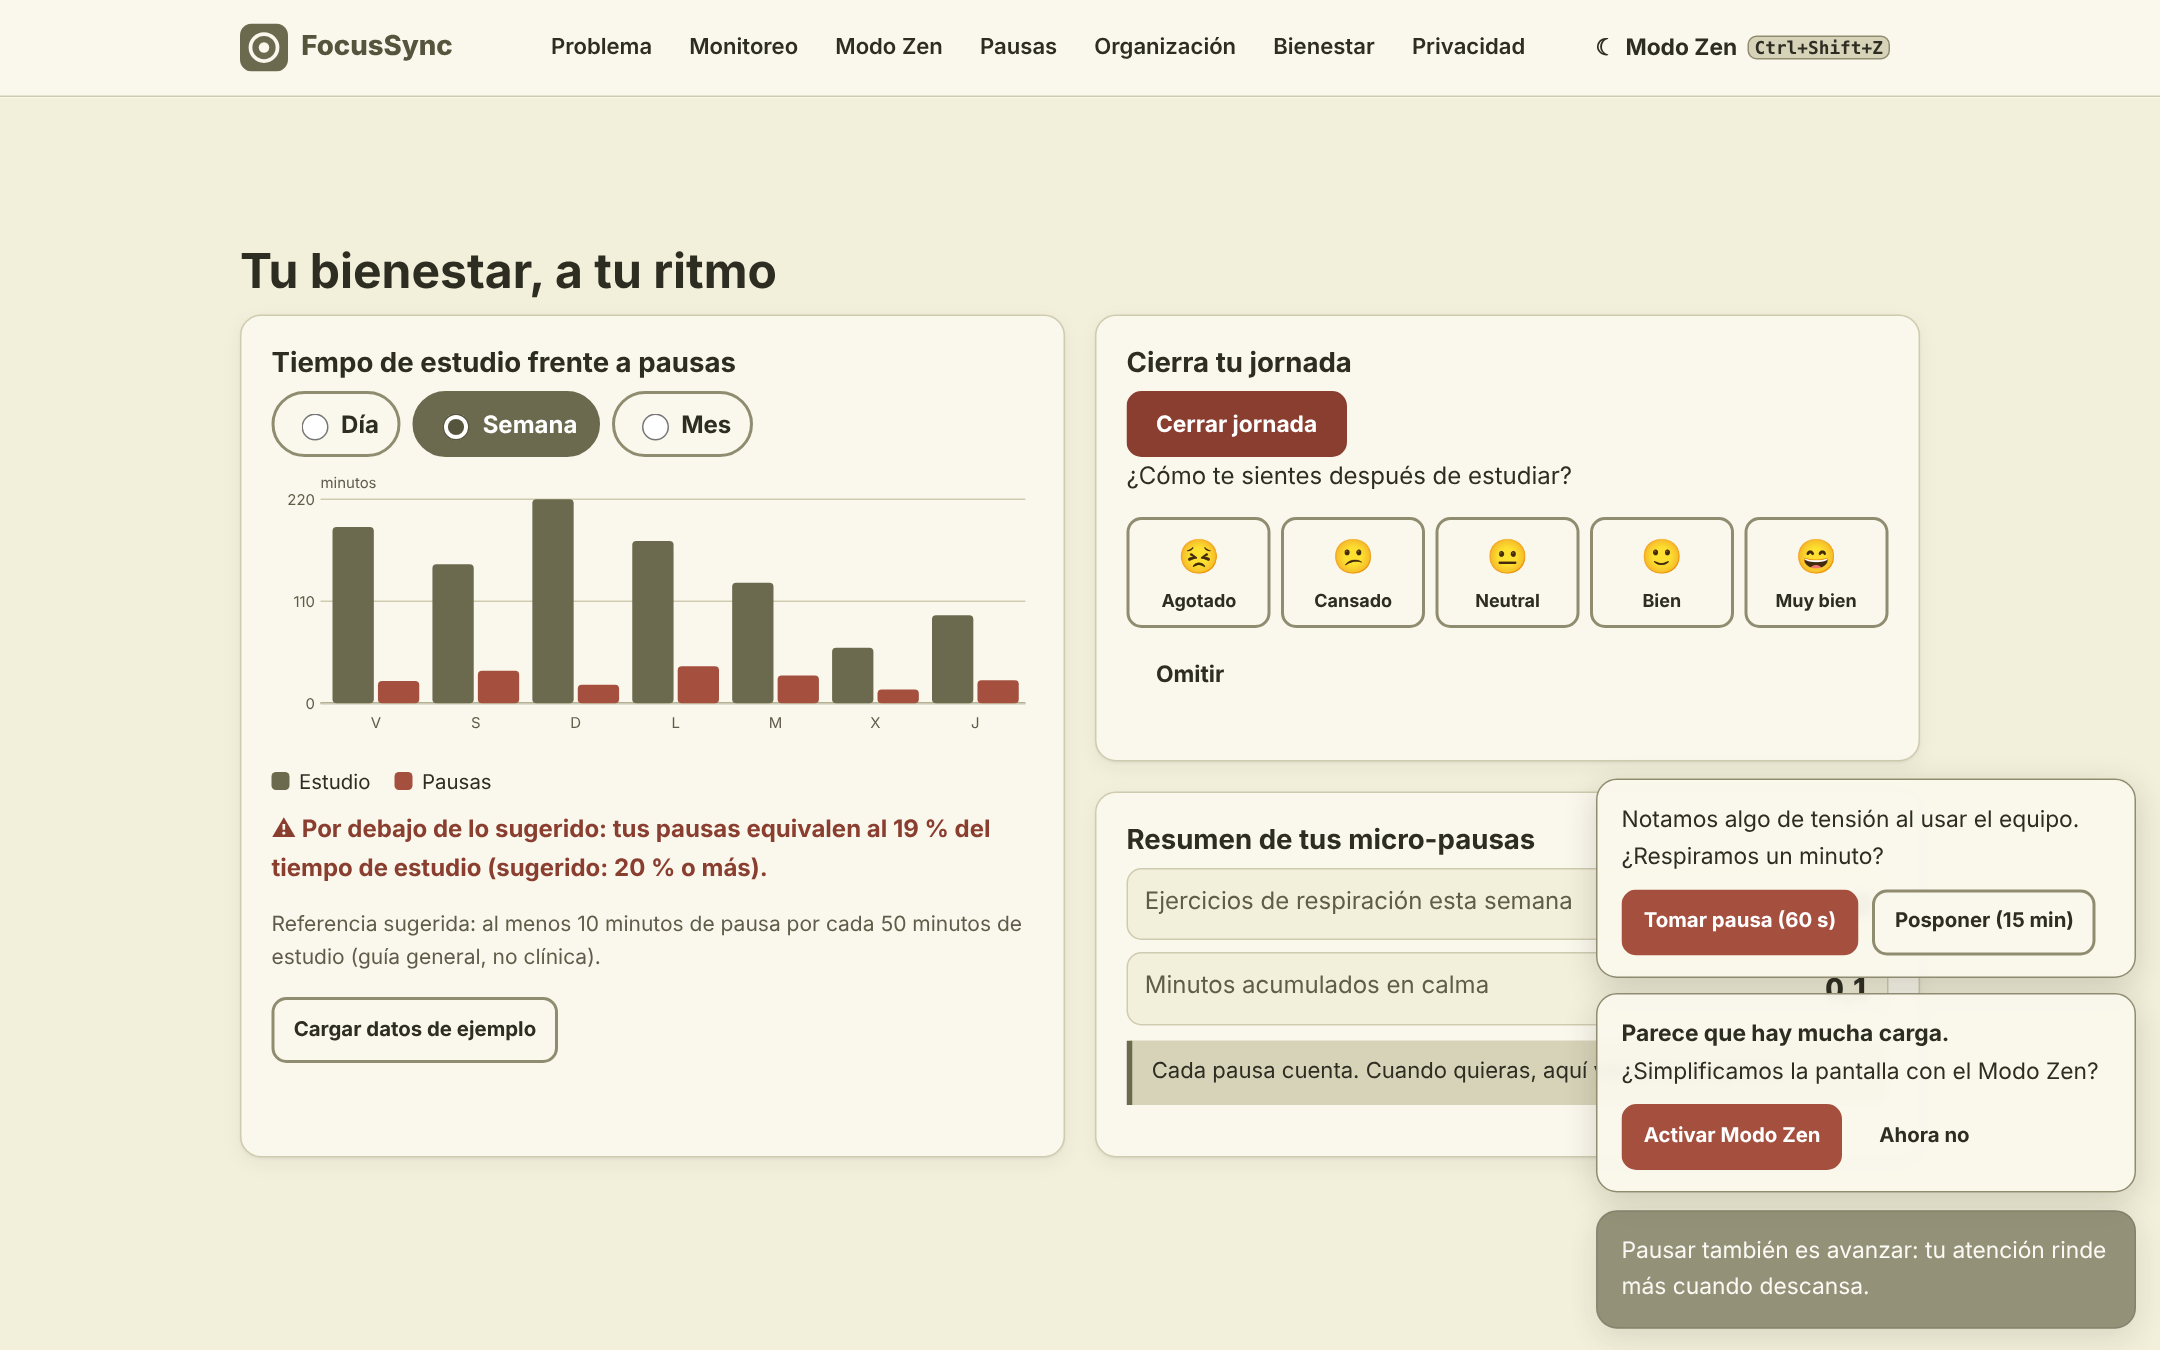 FocusSync
Problema
Monitoreo
Modo Zen
Pausas
Organización
Bienestar
Privacidad
☾ Modo Zen Ctrl+Shift+Z
Tu bienestar, a tu ritmo
Tiempo de estudio frente a pausas
Día
Semana
Mes
minutos
220
110
0
V
S
D
L
M
X
J
Estudio
Pausas
⚠ Por debajo de lo sugerido: tus pausas equivalen al 19 % del
tiempo de estudio (sugerido: 20 % o más).
Referencia sugerida: al menos 10 minutos de pausa por cada 50 minutos de
estudio (guía general, no clínica).
Cargar datos de ejemplo
Cierra tu jornada
Cerrar jornada
¿Cómo te sientes después de estudiar?
Agotado
Cansado
Neutral
Bien
Muy bien
Omitir
Resumen de tus micro-pausas
Ejercicios de respiración esta semana
Minutos acumulados en calma
0,1
Cada pausa cuenta. Cuando quieras, aquí
Notamos algo de tensión al usar el equipo.
¿Respiramos un minuto?
Tomar pausa (60 s)
Posponer (15 min)
Parece que hay mucha carga.
¿Simplificamos la pantalla con el Modo Zen?
Activar Modo Zen
Ahora no
Pausar también es avanzar: tu atención rinde
más cuando descansa.